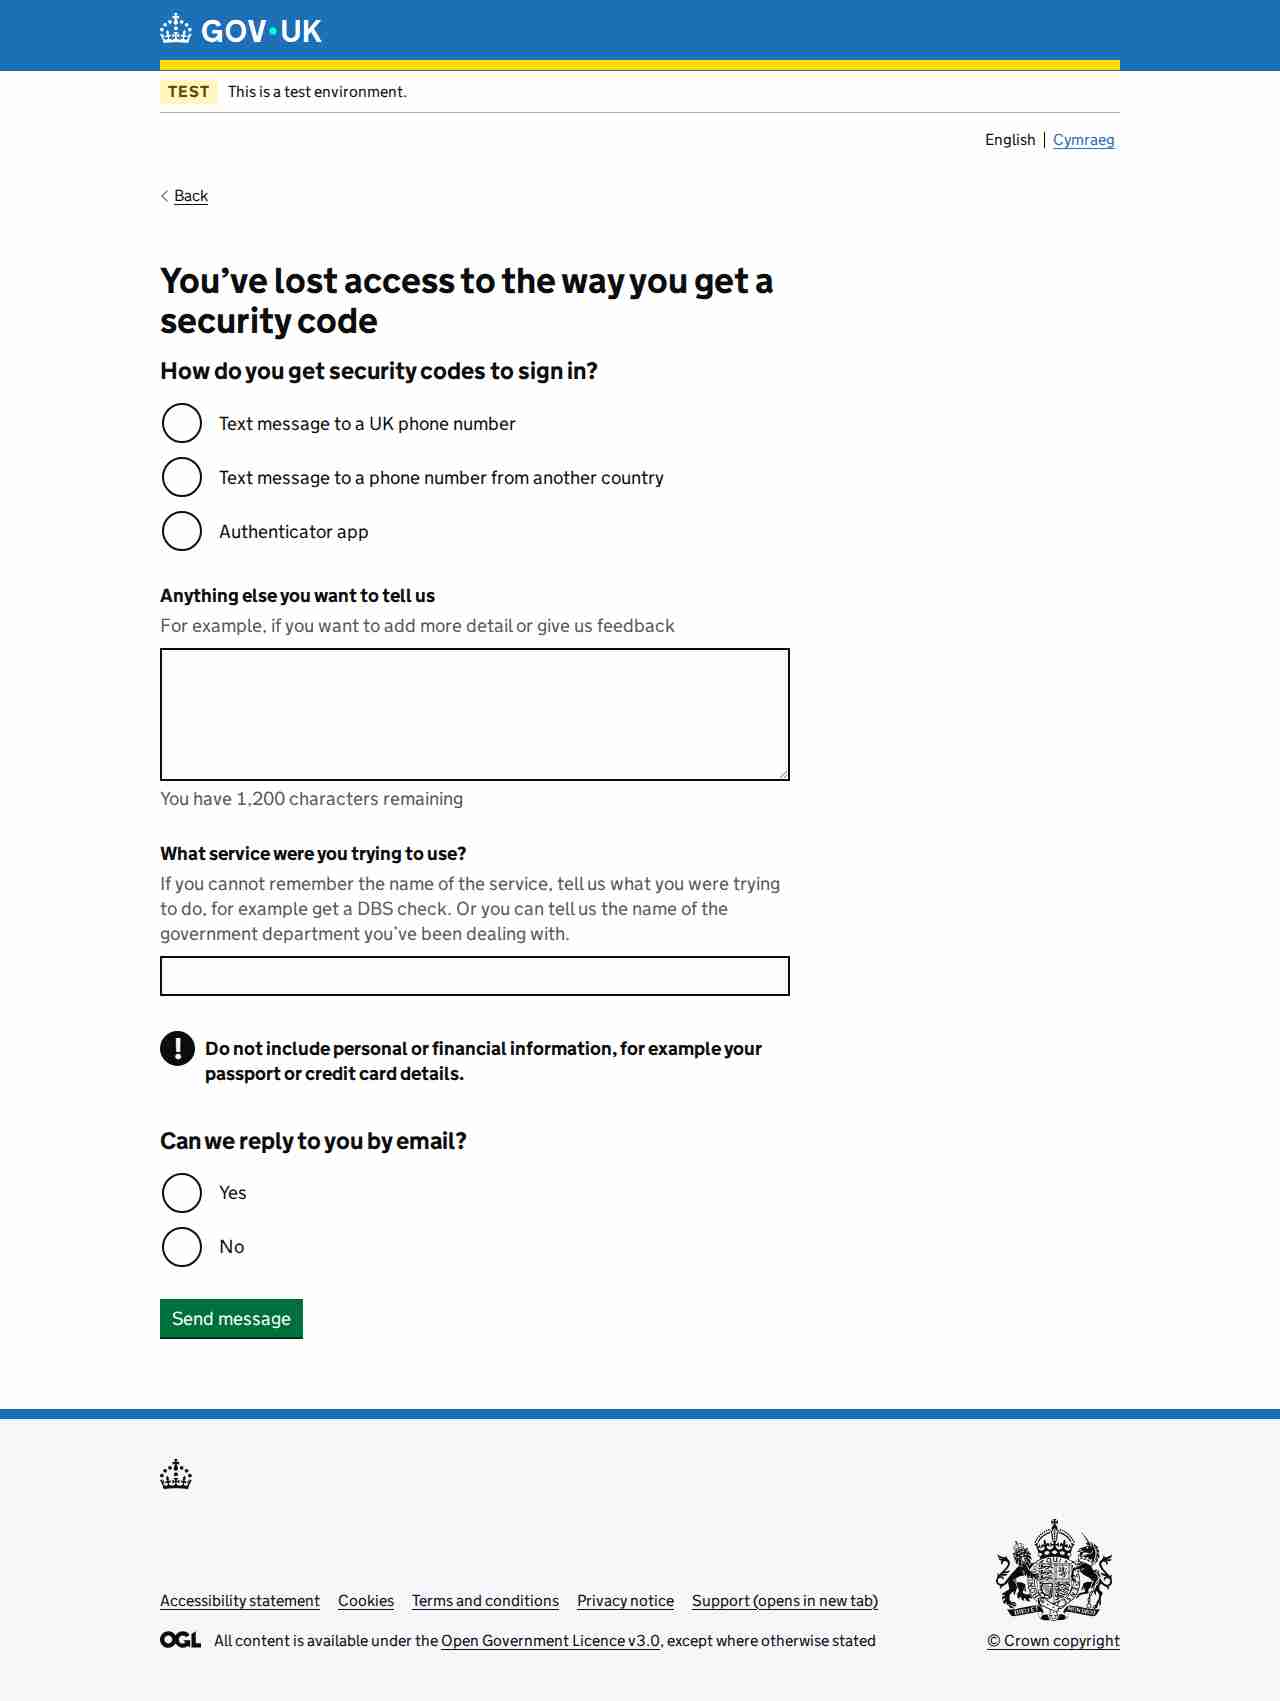 GOV·UK
TEST This is a test environment.
English Cymraeg
Back
You’ve lost access to the way you get a
security code
How do you get security codes to sign in?
Text message to a UK phone number
Text message to a phone number from another country
Authenticator app
Anything else you want to tell us
For example, if you want to add more detail or give us feedback
You have 1,200 characters remaining
What service were you trying to use?
If you cannot remember the name of the service, tell us what you were trying
to do, for example get a DBS check. Or you can tell us the name of the
government department you’ve been dealing with.
! Do not include personal or financial information, for example your
passport or credit card details.
Can we reply to you by email?
Yes
No
Send message
Accessibility statement Cookies Terms and conditions Privacy notice Support (opens in new tab)
OGL All content is available under the Open Government Licence v3.0, except where otherwise stated
© Crown copyright